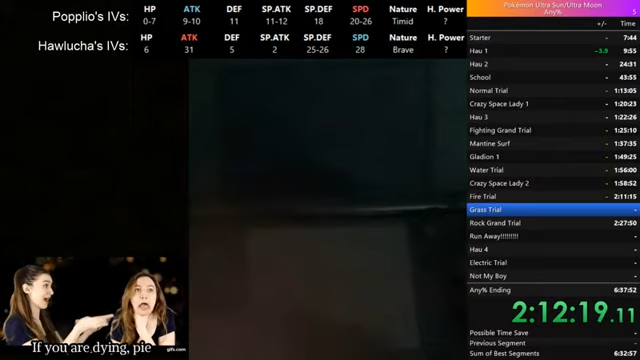 HP ATK DEF SP.ATK SP.DEF SPD Nature H. Power
Popplio's IVs: 0-7 9-10 11 11-12 18 20-26 Timid ?
HP ATK DEF SP.ATK SP.DEF SPD Nature H. Power
Hawlucha's IVs: 6 31 5 2 25-26 28 Brave ?
Pokémon Ultra Sun/Ultra Moon
Any% 5
+/- Time
Starter - 7:44
Hau 1 -3.9 9:55
Hau 2 - 24:31
School - 43:55
Normal Trial - 1:13:05
Crazy Space Lady 1 - 1:20:23
Hau 3 - 1:22:26
Fighting Grand Trial - 1:25:10
Mantine Surf - 1:37:35
Gladion 1 - 1:49:25
Water Trial - 1:56:00
Crazy Space Lady 2 - 1:58:52
Fire Trial - 2:11:15
Grass Trial -
Rock Grand Trial - 2:27:50
Run Away!!!!!!!!! -
Hau 4 -
Electric Trial -
Not My Boy -
Any% Ending 6:37:52
2:12:19.11
Possible Time Save -
Previous Segment -
Sum of Best Segments 6:32:57
If you are dying, pie
gifs.com